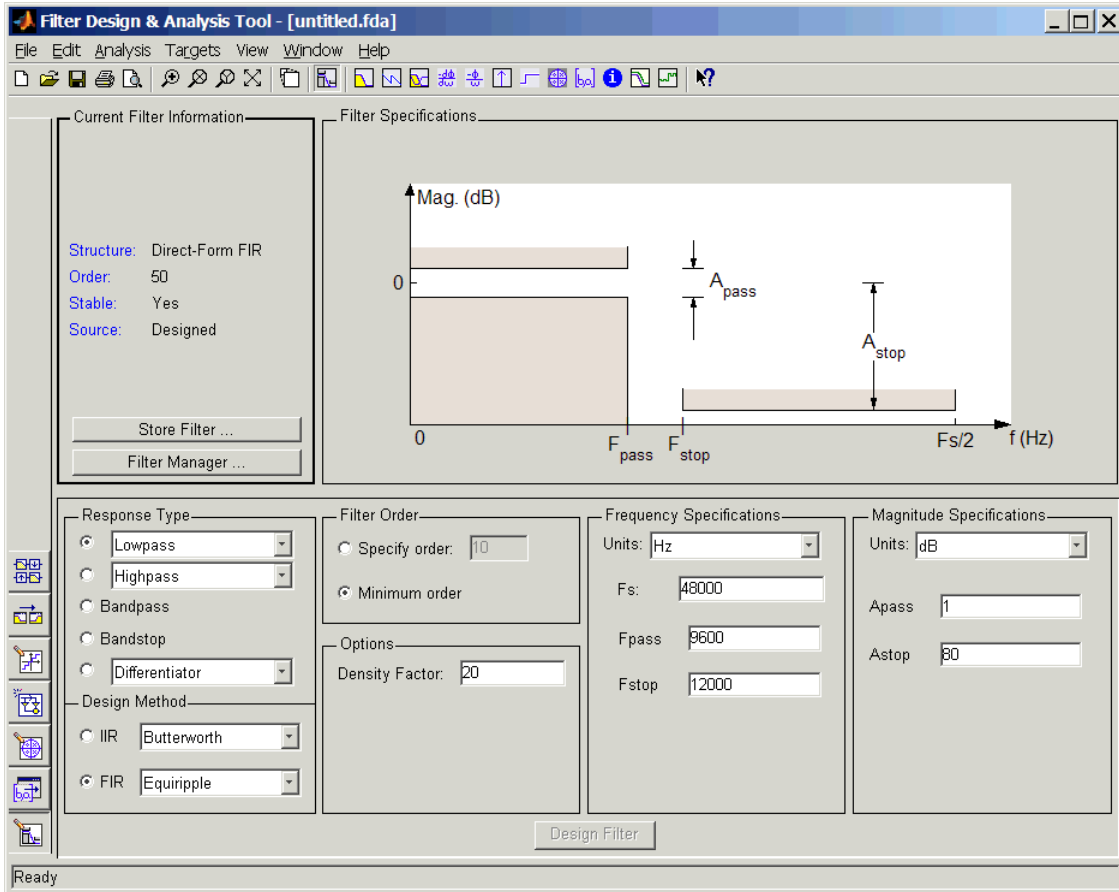 Filter Design & Analysis Tool - [untitled.fda]
File Edit Analysis Targets View Window Help
Current Filter Information
Structure: Direct-Form FIR
Order: 50
Stable: Yes
Source: Designed
Store Filter ...
Filter Manager ...
Filter Specifications
Mag. (dB)
0
A pass
A stop
0
F pass
F stop
Fs/2
f (Hz)
Response Type
Lowpass
Highpass
Bandpass
Bandstop
Differentiator
Design Method
IIR Butterworth
FIR Equiripple
Filter Order
Specify order: 10
Minimum order
Options
Density Factor: 20
Frequency Specifications
Units: Hz
Fs: 48000
Fpass 9600
Fstop 12000
Magnitude Specifications
Units: dB
Apass 1
Astop 80
Design Filter
Ready